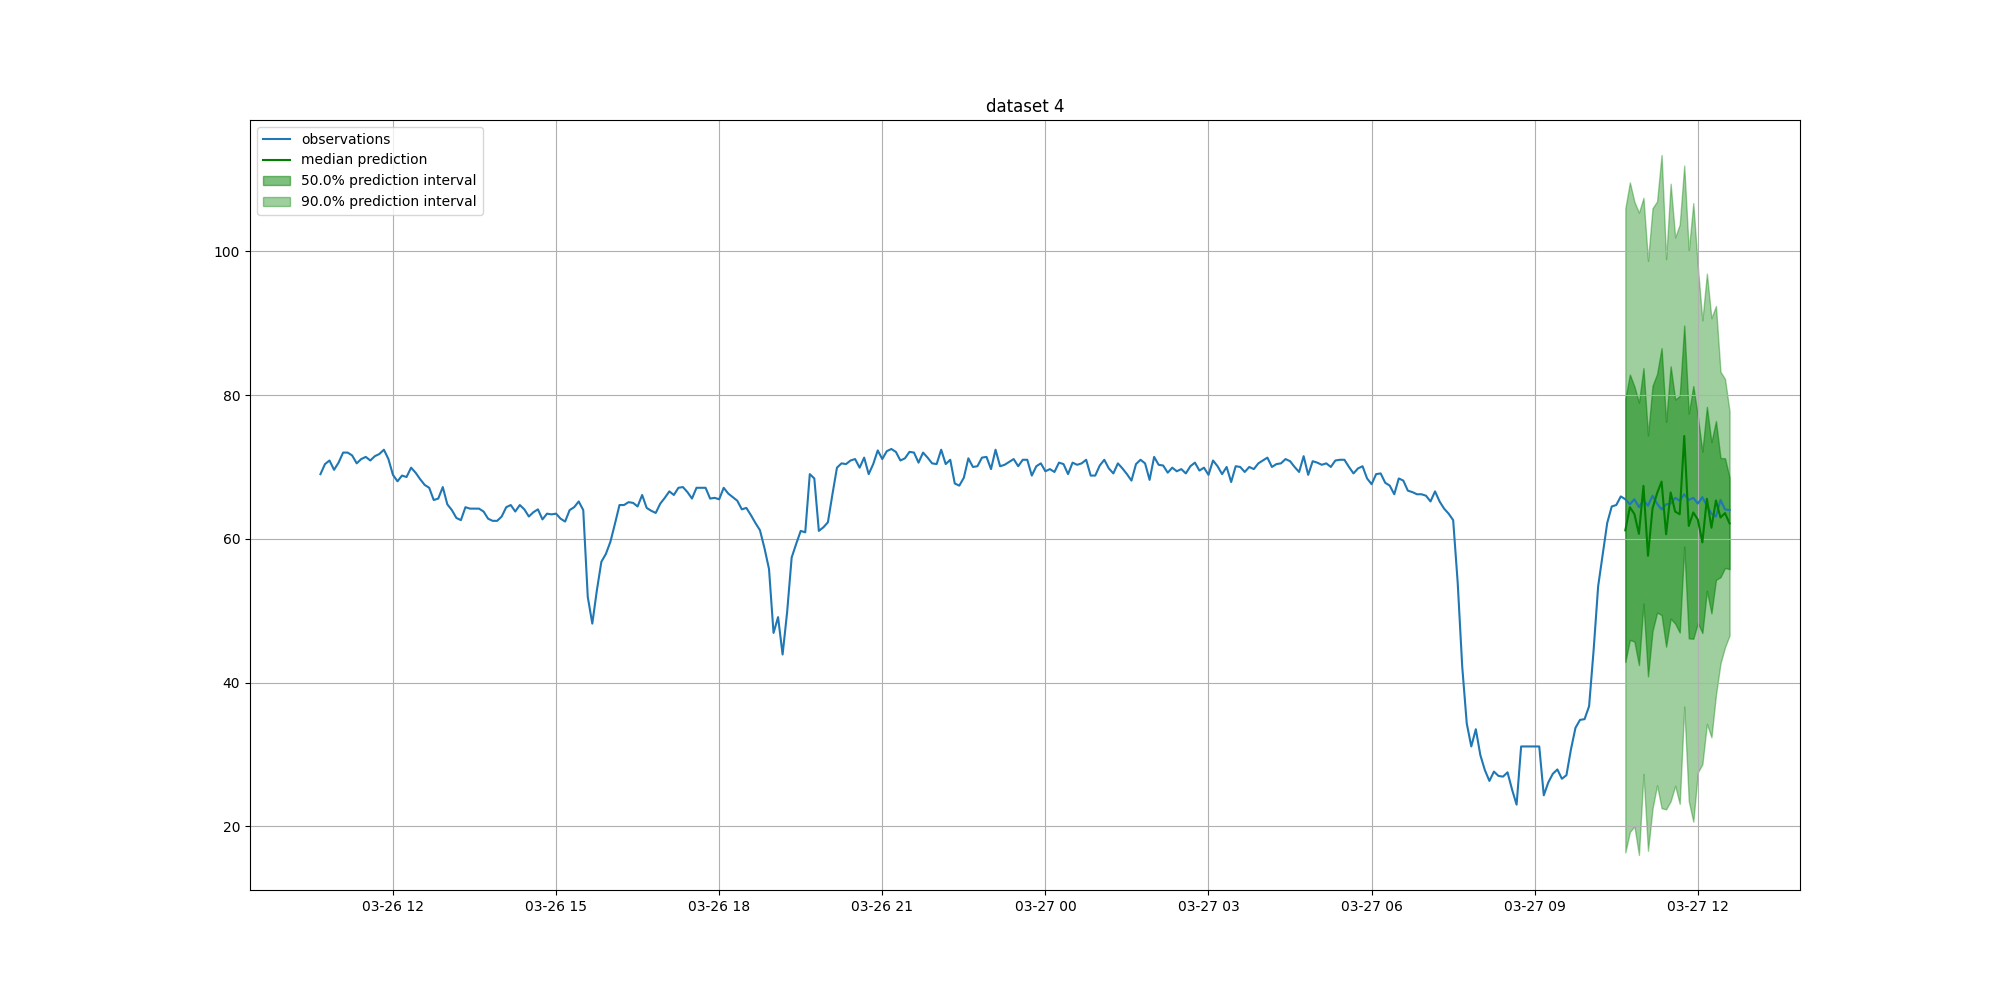 dataset 4
observations
median prediction
50.0% prediction interval
90.0% prediction interval
100
80
60
40
20
03-26 12
03-26 15
03-26 18
03-26 21
03-27 00
03-27 03
03-27 06
03-27 09
03-27 12